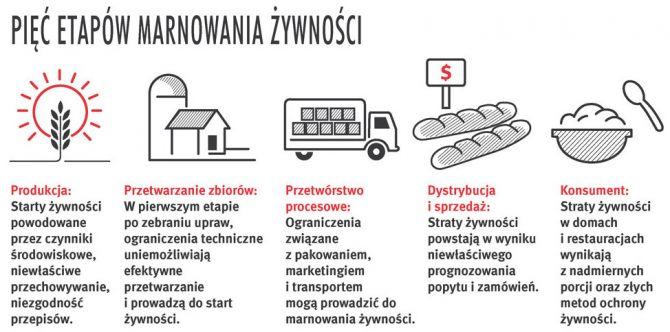 PIĘĆ ETAPÓW MARNOWANIA ŻYWNOŚCI
$
Produkcja:
Starty żywności
powodowane
przez czynniki
środowiskowe,
niewłaściwe
przechowywanie,
niezgodność
przepisów.
Przetwarzanie zbiorów:
W pierwszym etapie
po zebraniu upraw,
ograniczenia techniczne
uniemożliwiają
efektywne
przetwarzanie
i prowadzą do start
żywności.
Przetwórstwo
procesowe:
Ograniczenia
związane
z pakowaniem,
marketingiem
i transportem
mogą prowadzić do
marnowania żywności.
Dystrybucja
i sprzedaż:
Straty żywności
powstają w wyniku
niewłaściwego
prognozowania
popytu i zamówień.
Konsument:
Straty żywności
w domach
i restauracjach
wynikają
z nadmiernych
porcji oraz złych
metod ochrony
żywności.